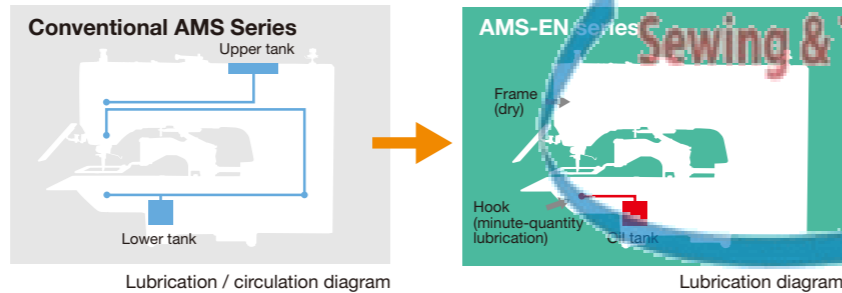 Conventional AMS Series
Upper tank
Lower tank
Lubrication / circulation diagram
AMS-EN series
Sewing &
Frame
(dry)
Hook
(minute-quantity
lubrication)
Oil tank
Lubrication diagram